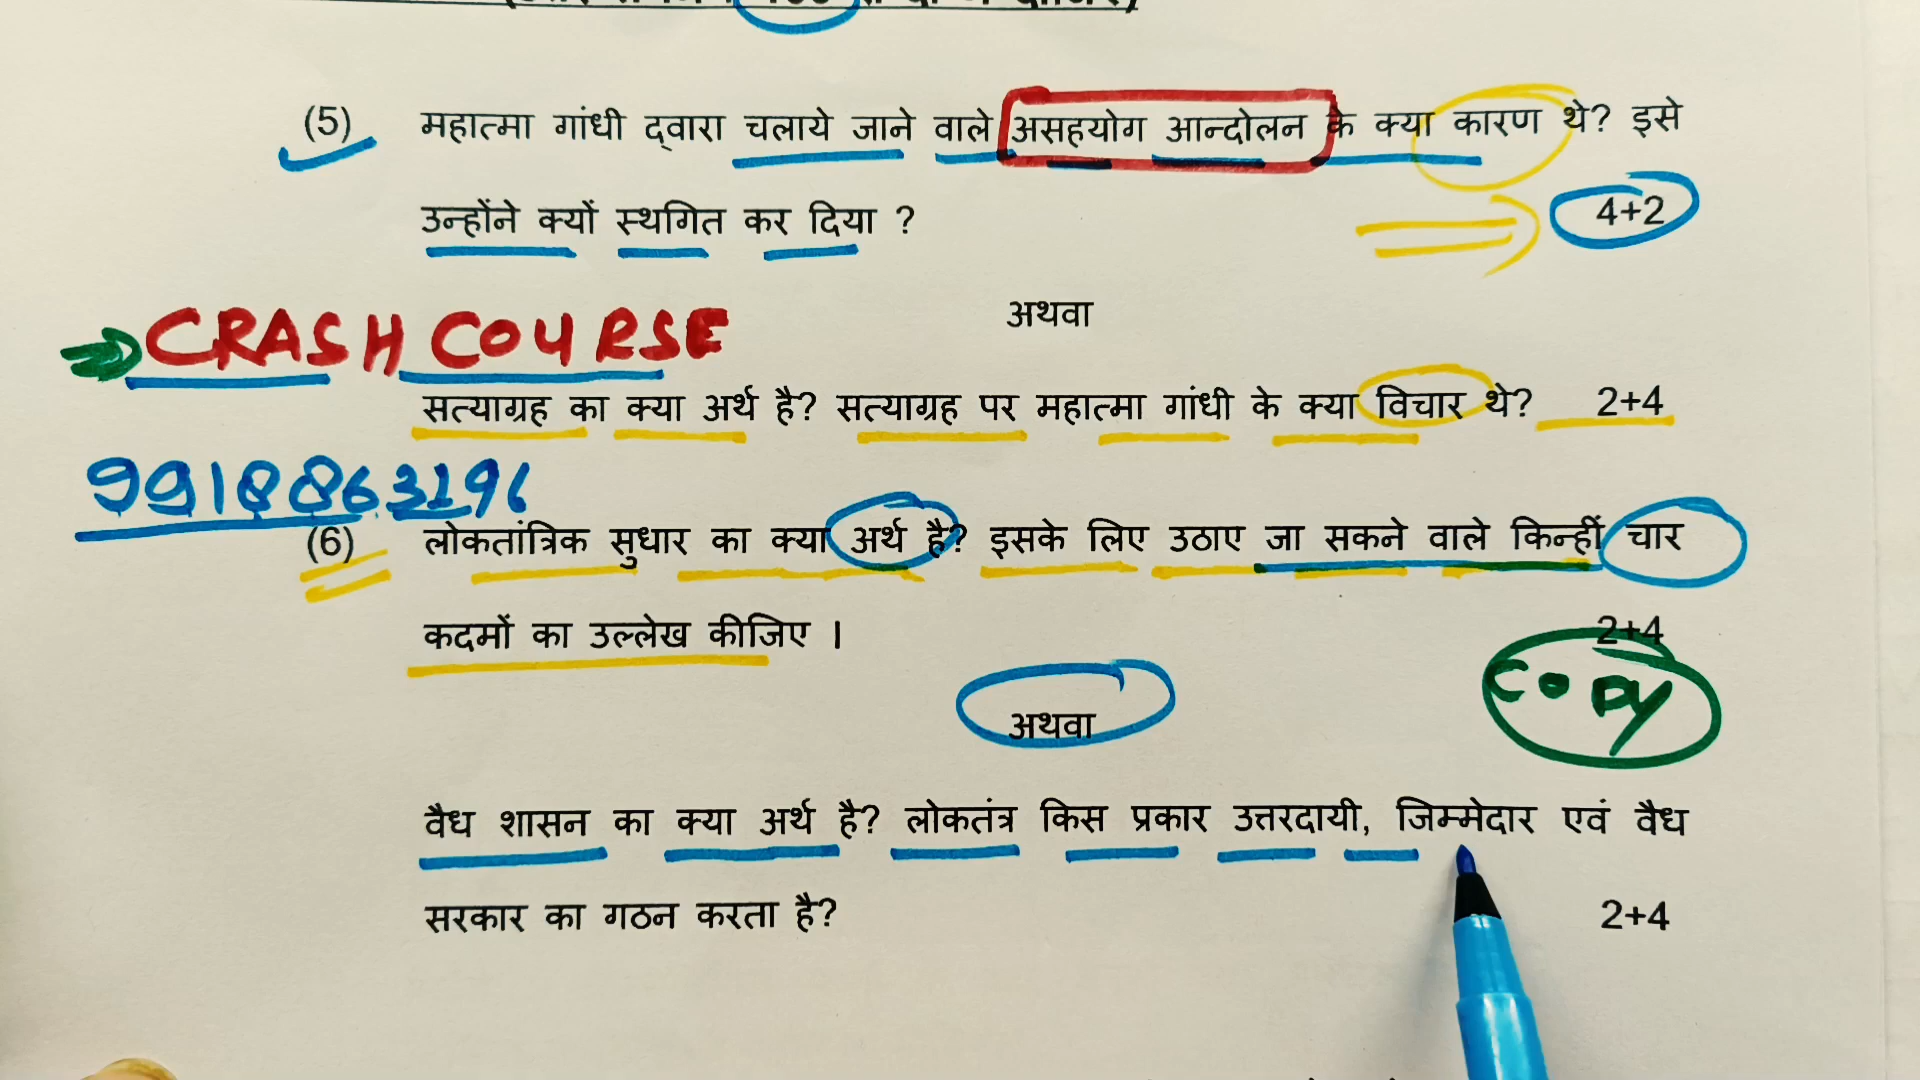 (5) महात्मा गांधी द्वारा चलाये जाने वाले असहयोग आन्दोलन के क्या कारण थे? इसे
उन्होंने क्यों स्थगित कर दिया ? 4+2
अथवा
CRASH COURSE
सत्याग्रह का क्या अर्थ है? सत्याग्रह पर महात्मा गांधी के क्या विचार थे? 2+4
9918863196
(6) लोकतांत्रिक सुधार का क्या अर्थ है? इसके लिए उठाए जा सकने वाले किन्हीं चार
कदमों का उल्लेख कीजिए । 2+4
COPY
अथवा
वैध शासन का क्या अर्थ है? लोकतंत्र किस प्रकार उत्तरदायी, जिम्मेदार एवं वैध
सरकार का गठन करता है? 2+4